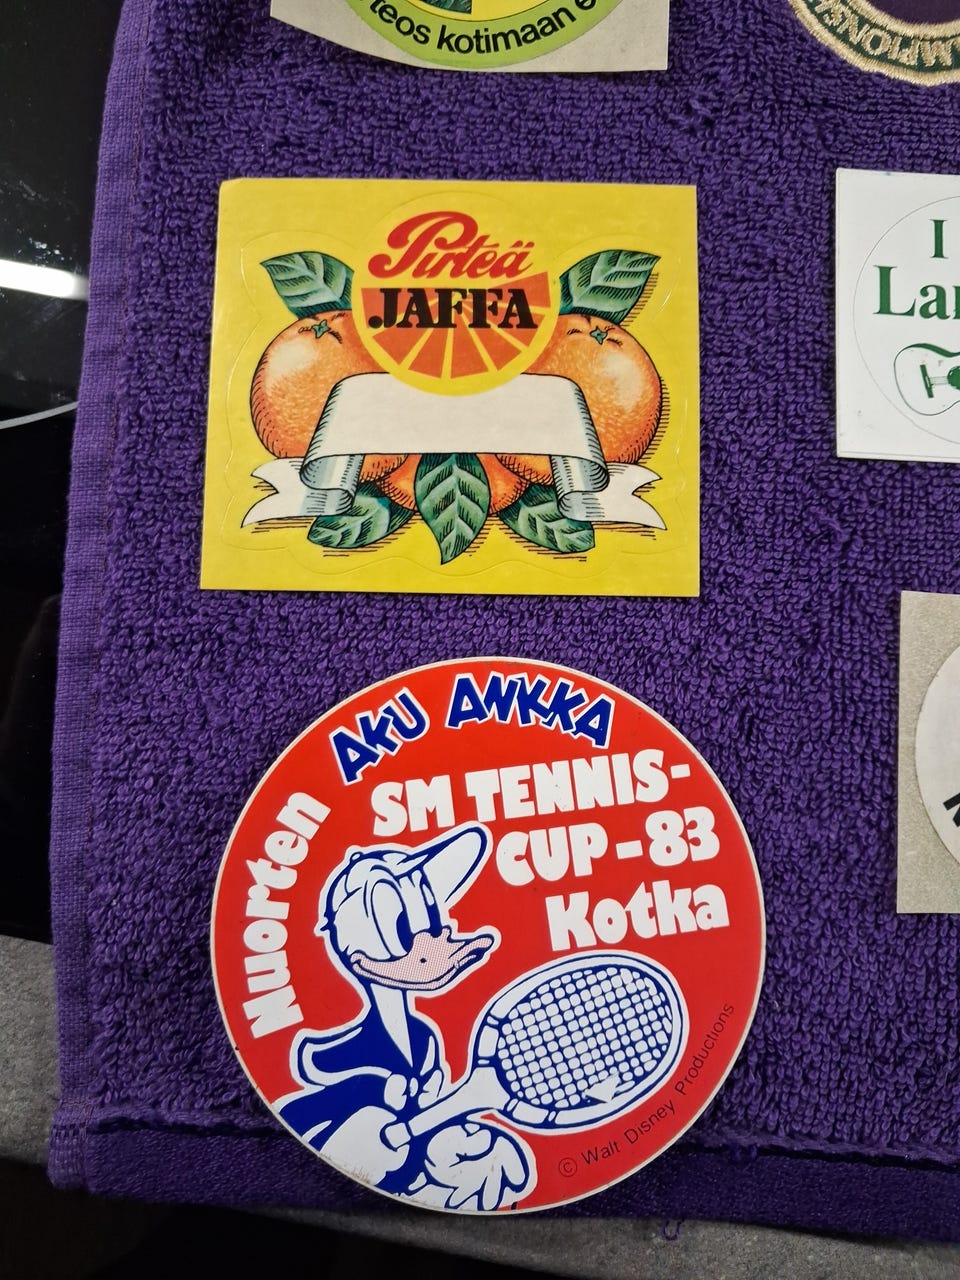 teos kotimaan
Pirteä
JAFFA
I
AKU ANKKA
Nuorten
SM TENNIS-
CUP-83
Kotka
© Walt Disney Productions